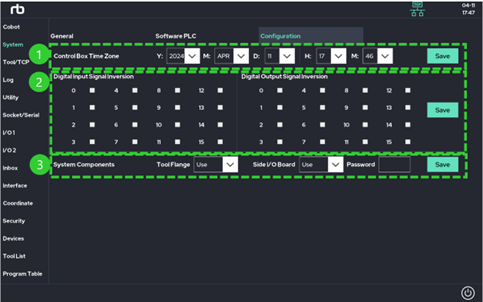 rb
04-11
17:47
Cobot
System
Tool/TCP
Log
Utility
Socket/Serial
I/O 1
I/O 2
Inbox
Interface
Coordinate
Security
Devices
Tool List
Program Table
General Software PLC Configuration
1 Control Box Time Zone Y: 2024 M: APR D: 11 H: 17 M: 46 Save
2 Digital Input Signal Inversion Digital Output Signal Inversion
0 4 8 12 0 4 8 12
1 5 9 13 1 5 9 13
Save
2 6 10 14 2 6 10 14
3 7 11 15 3 7 11 15
3 System Components Tool Flange Use Side I/O Board Use Password Save